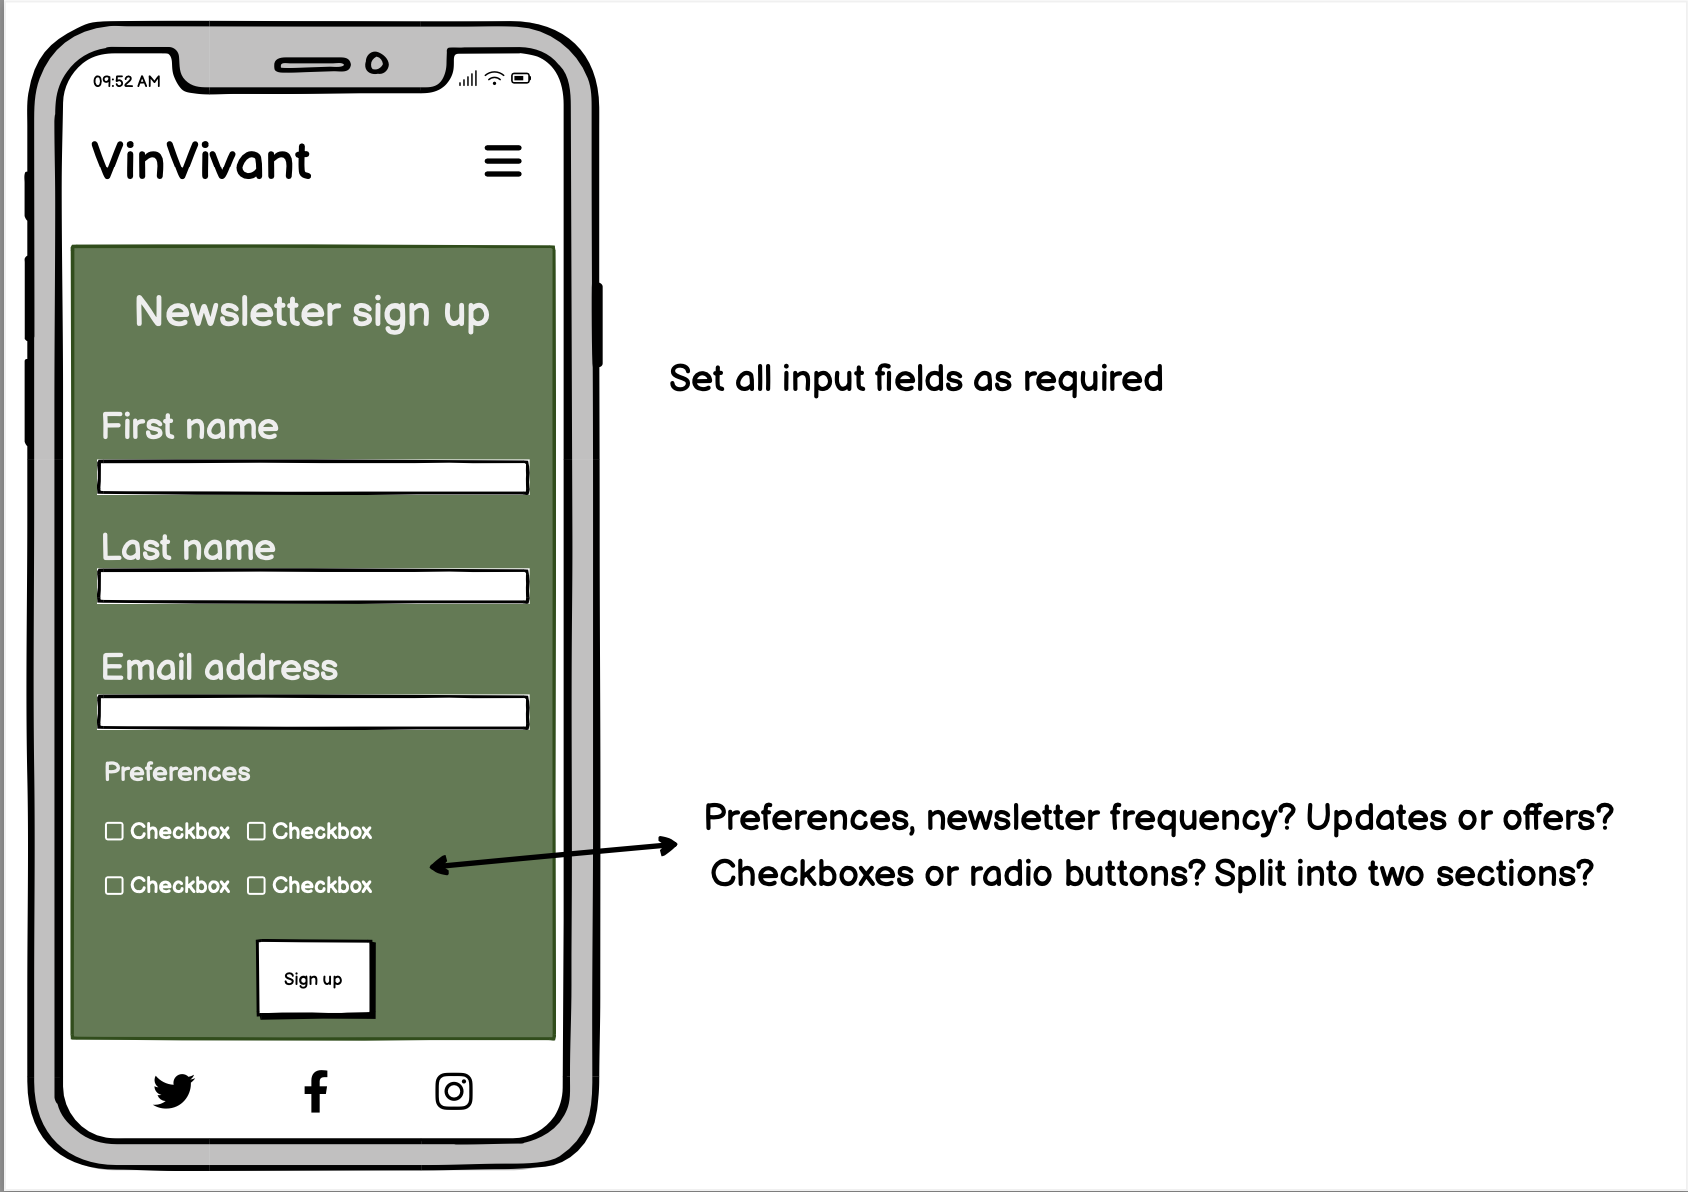 09:52 AM
VinVivant
Newsletter sign up
Set all input fields as required
First name
Last name
Email address
Preferences
Checkbox Checkbox
Checkbox Checkbox
Preferences, newsletter frequency? Updates or offers?
Checkboxes or radio buttons? Split into two sections?
Sign up